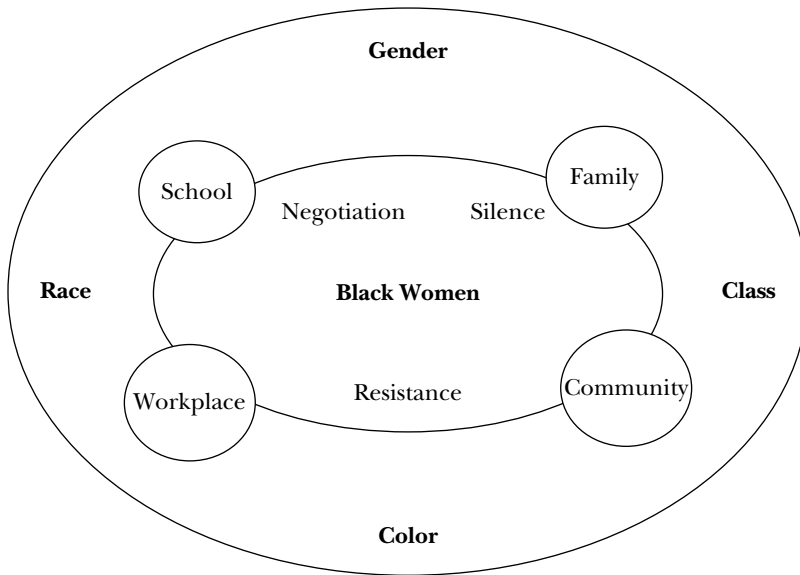 Gender
School
Family
Negotiation
Silence
Race
Black Women
Class
Workplace
Resistance
Community
Color